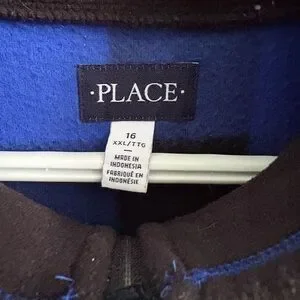 ·PLACE·
16
XXL/TTG
MADE IN
INDONESIA
FABRIQUÉ EN
INDONÉSIE